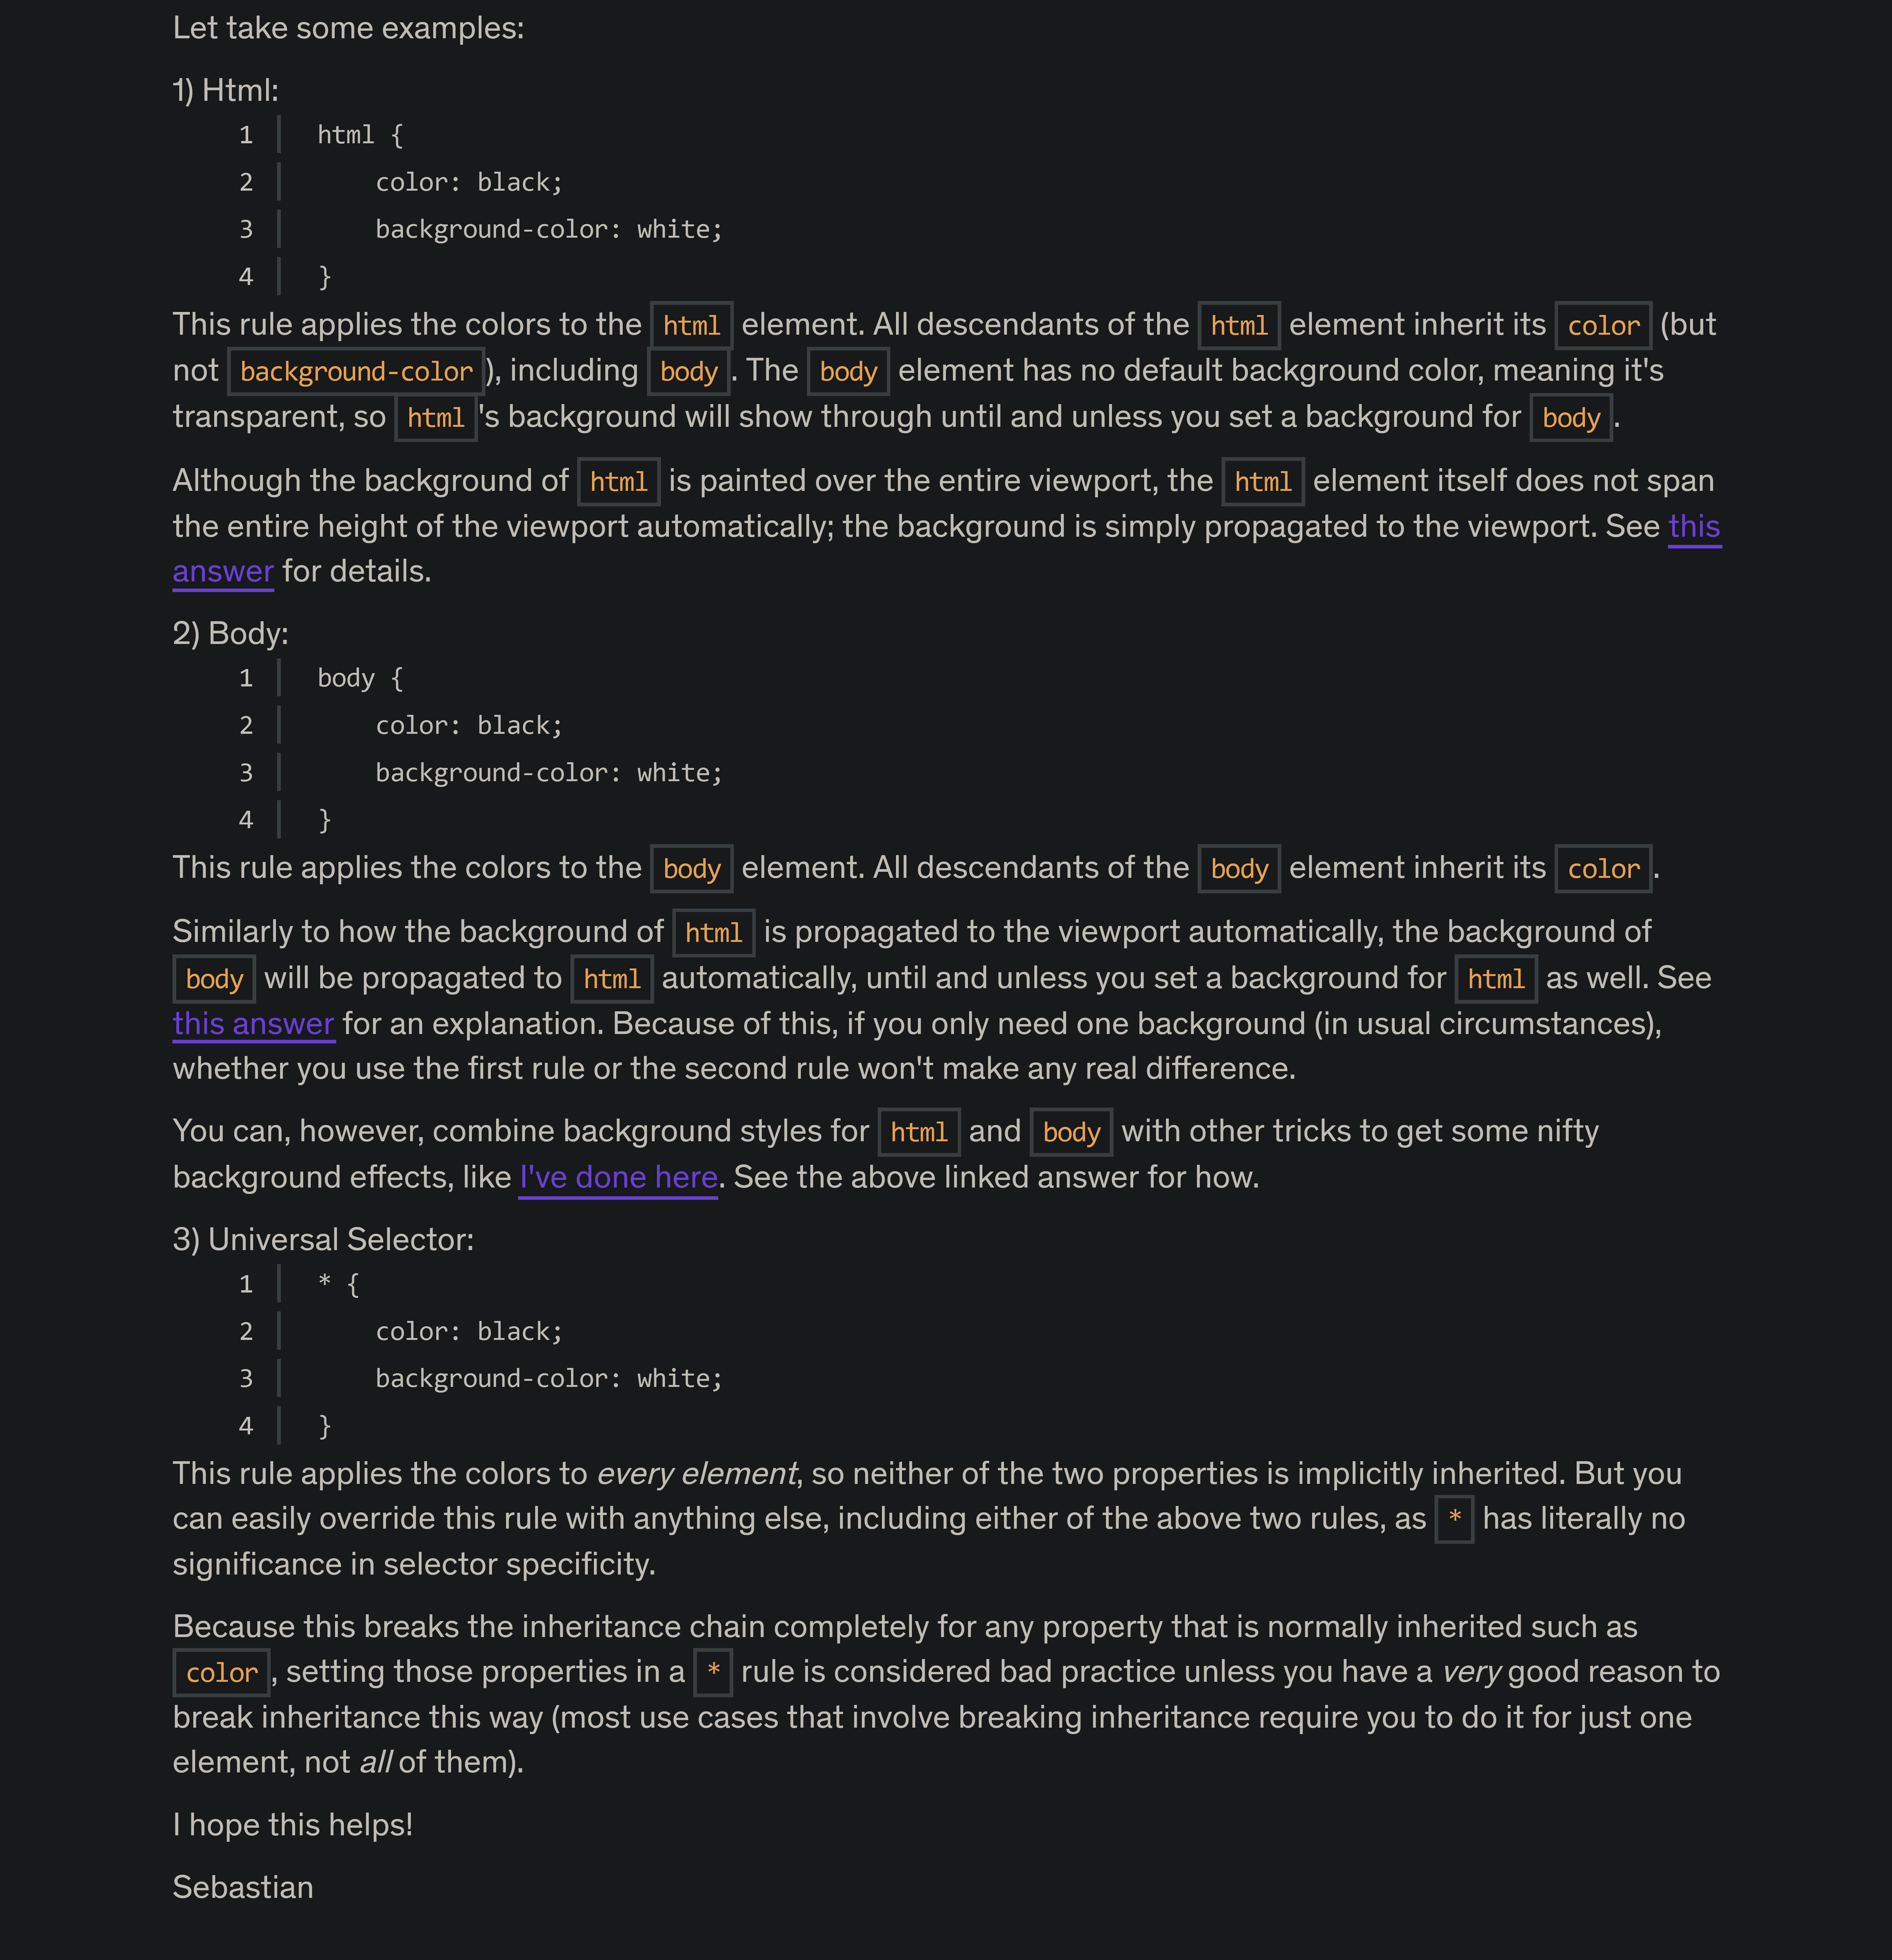 Let take some examples:
1) Html:
1 html {
2     color: black;
3     background-color: white;
4 }
This rule applies the colors to the html element. All descendants of the html element inherit its color (but
not background-color), including body. The body element has no default background color, meaning it's
transparent, so html's background will show through until and unless you set a background for body.
Although the background of html is painted over the entire viewport, the html element itself does not span
the entire height of the viewport automatically; the background is simply propagated to the viewport. See this
answer for details.
2) Body:
1 body {
2     color: black;
3     background-color: white;
4 }
This rule applies the colors to the body element. All descendants of the body element inherit its color.
Similarly to how the background of html is propagated to the viewport automatically, the background of
body will be propagated to html automatically, until and unless you set a background for html as well. See
this answer for an explanation. Because of this, if you only need one background (in usual circumstances),
whether you use the first rule or the second rule won't make any real difference.
You can, however, combine background styles for html and body with other tricks to get some nifty
background effects, like I've done here. See the above linked answer for how.
3) Universal Selector:
1 * {
2     color: black;
3     background-color: white;
4 }
This rule applies the colors to every element, so neither of the two properties is implicitly inherited. But you
can easily override this rule with anything else, including either of the above two rules, as * has literally no
significance in selector specificity.
Because this breaks the inheritance chain completely for any property that is normally inherited such as
color, setting those properties in a * rule is considered bad practice unless you have a very good reason to
break inheritance this way (most use cases that involve breaking inheritance require you to do it for just one
element, not all of them).
I hope this helps!
Sebastian